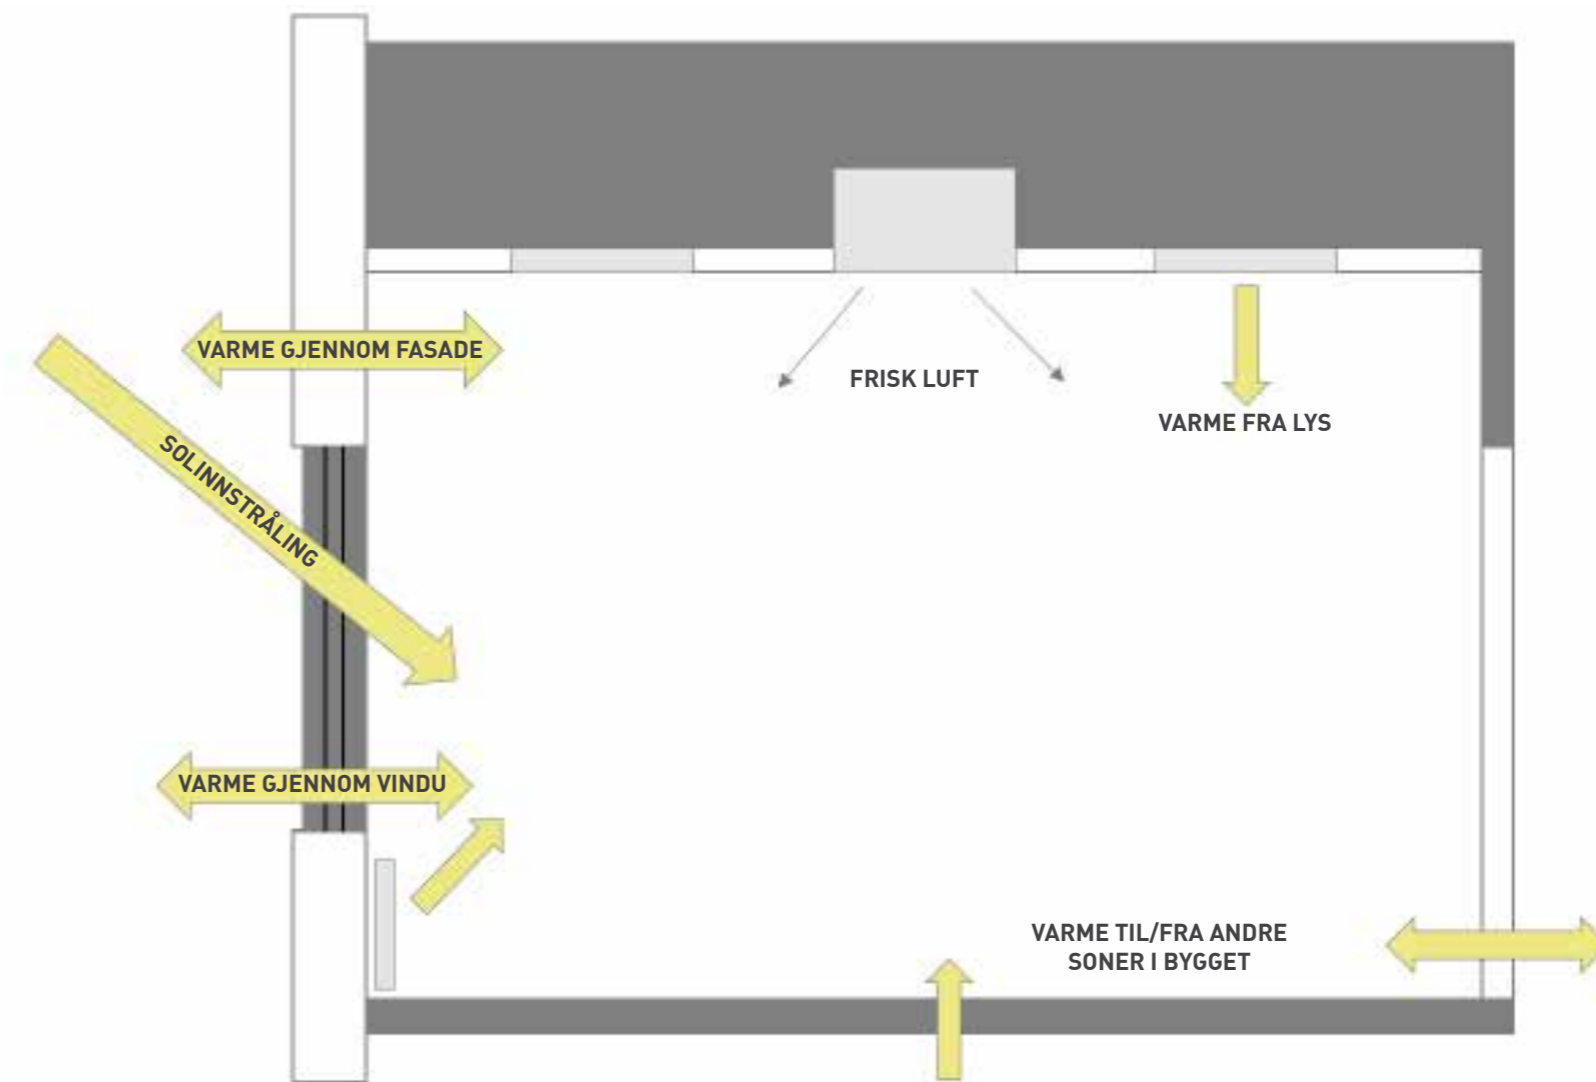 VARME GJENNOM FASADE
FRISK LUFT
VARME FRA LYS
SOLINNSTRÅLING
VARME GJENNOM VINDU
VARME TIL/FRA ANDRE
SONER I BYGGET